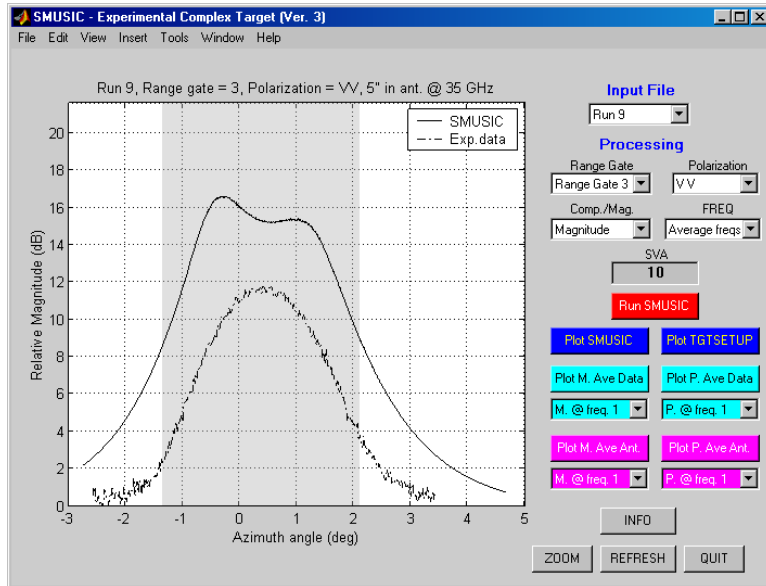 SMUSIC - Experimental Complex Target (Ver. 3)
File Edit View Insert Tools Window Help
Run 9, Range gate = 3, Polarization = VV, 5" in ant. @ 35 GHz
SMUSIC
Exp.data
20
18
16
14
12
10
8
6
4
2
0
-3 -2 -1 0 1 2 3 4 5
Relative Magnitude (dB)
Azimuth angle (deg)
Input File
Run 9
Processing
Range Gate Polarization
Range Gate 3 V V
Comp./Mag. FREQ
Magnitude Average freqs
SVA
10
Run SMUSIC
Plot SMUSIC Plot TGTSETUP
Plot M. Ave Data Plot P. Ave Data
M. @ freq. 1 P. @ freq. 1
Plot M. Ave Ant. Plot P. Ave Ant.
M. @ freq. 1 P. @ freq. 1
INFO
ZOOM REFRESH QUIT